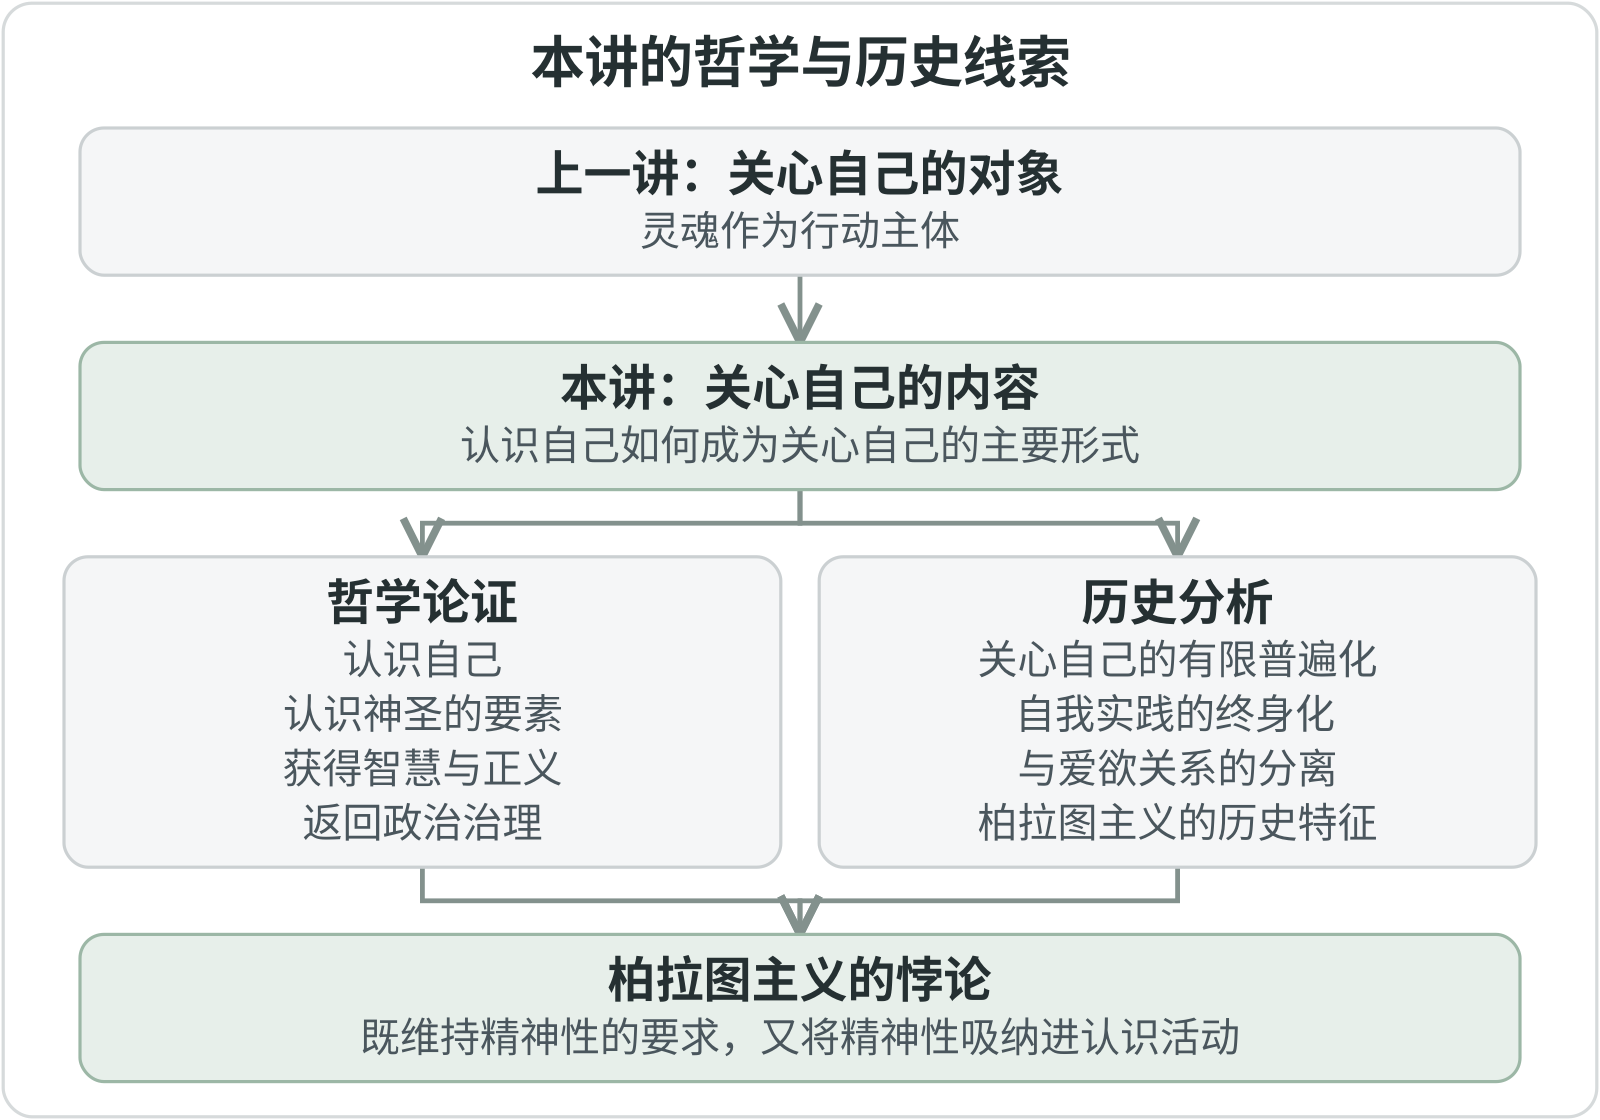 本讲的哲学与历史线索
上一讲：关心自己的对象
灵魂作为行动主体
本讲：关心自己的内容
认识自己如何成为关心自己的主要形式
哲学论证
认识自己
认识神圣的要素
获得智慧与正义
返回政治治理
历史分析
关心自己的有限普遍化
自我实践的终身化
与爱欲关系的分离
柏拉图主义的历史特征
柏拉图主义的悖论
既维持精神性的要求，又将精神性吸纳进认识活动